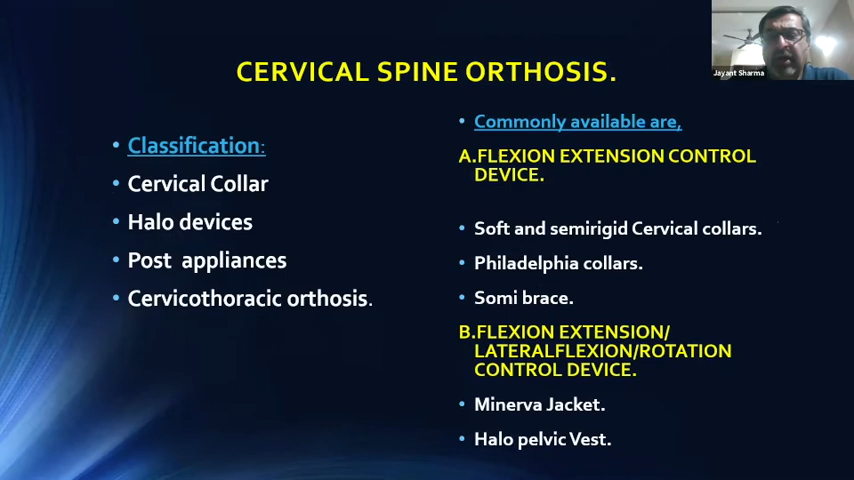 CERVICAL SPINE ORTHOSIS.
Jayant Sharma
• Classification:
• Cervical Collar
• Halo devices
• Post appliances
• Cervicothoracic orthosis.
• Commonly available are,
A.FLEXION EXTENSION CONTROL
DEVICE.
• Soft and semirigid Cervical collars.
• Philadelphia collars.
• Somi brace.
B.FLEXION EXTENSION/
LATERALFLEXION/ROTATION
CONTROL DEVICE.
• Minerva Jacket.
• Halo pelvic Vest.